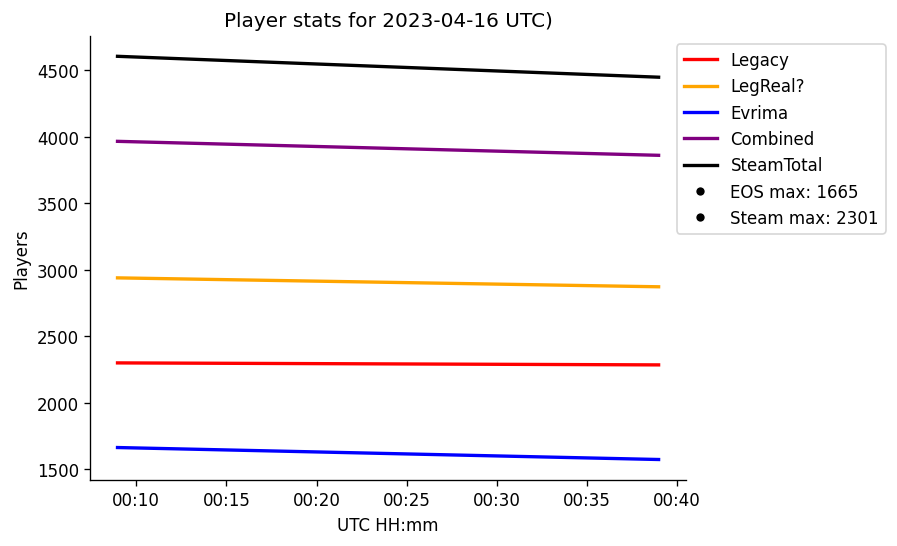 Player stats for 2023-04-16 UTC)
Players
4500
4000
3500
3000
2500
2000
1500
00:10 00:15 00:20 00:25 00:30 00:35 00:40
UTC HH:mm
Legacy
LegReal?
Evrima
Combined
SteamTotal
EOS max: 1665
Steam max: 2301